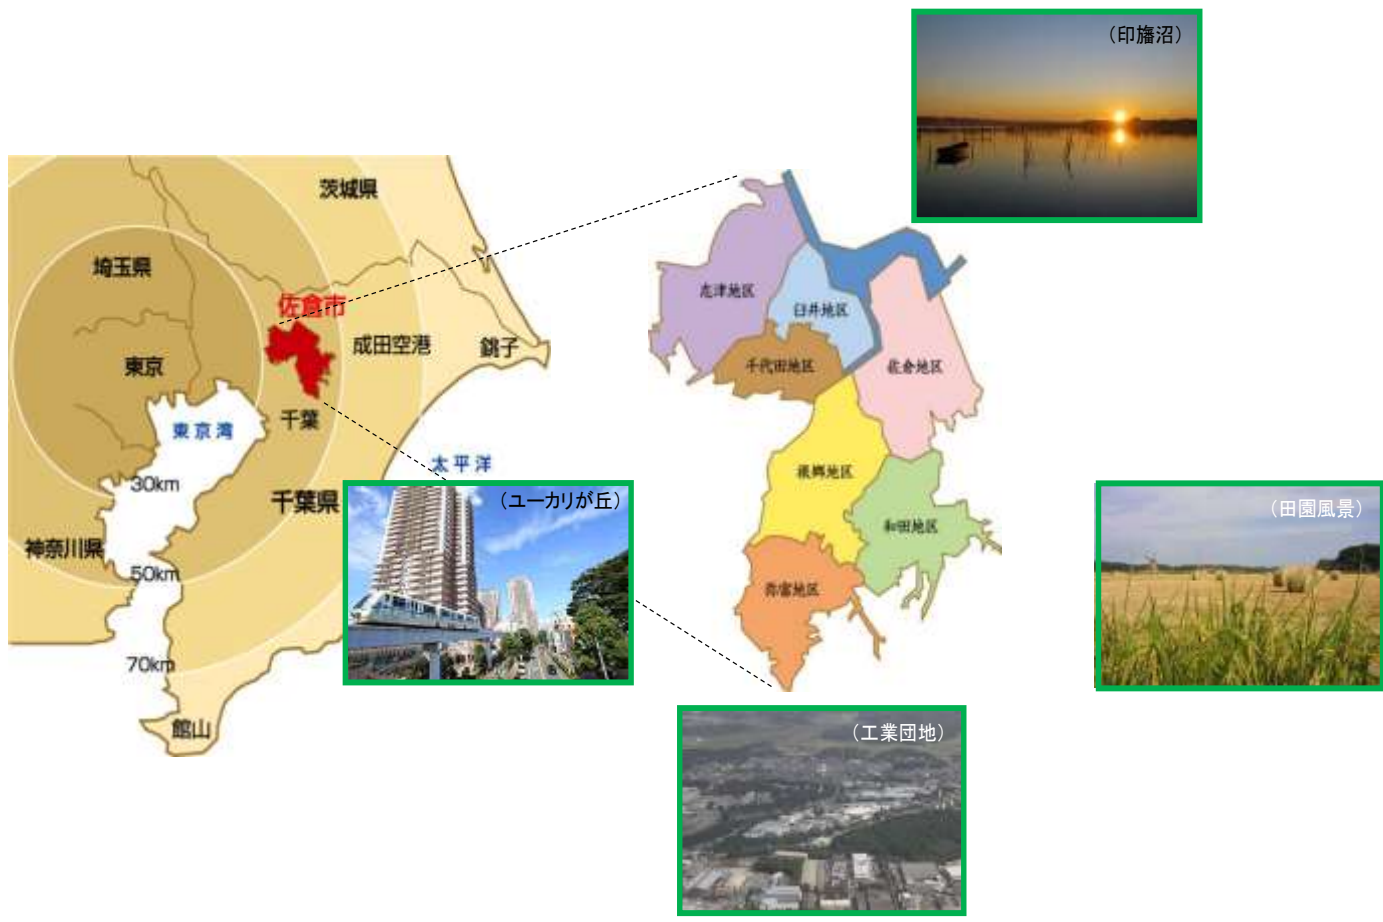 （印旛沼）
茨城県
埼玉県
佐倉市
成田空港
銚子
東京
千葉
東京湾
太平洋
30km
千葉県
神奈川県
50km
70km
館山
志津地区
臼井地区
千代田地区
佐倉地区
根郷地区
和田地区
弥富地区
（ユーカリが丘）
（田園風景）
（工業団地）